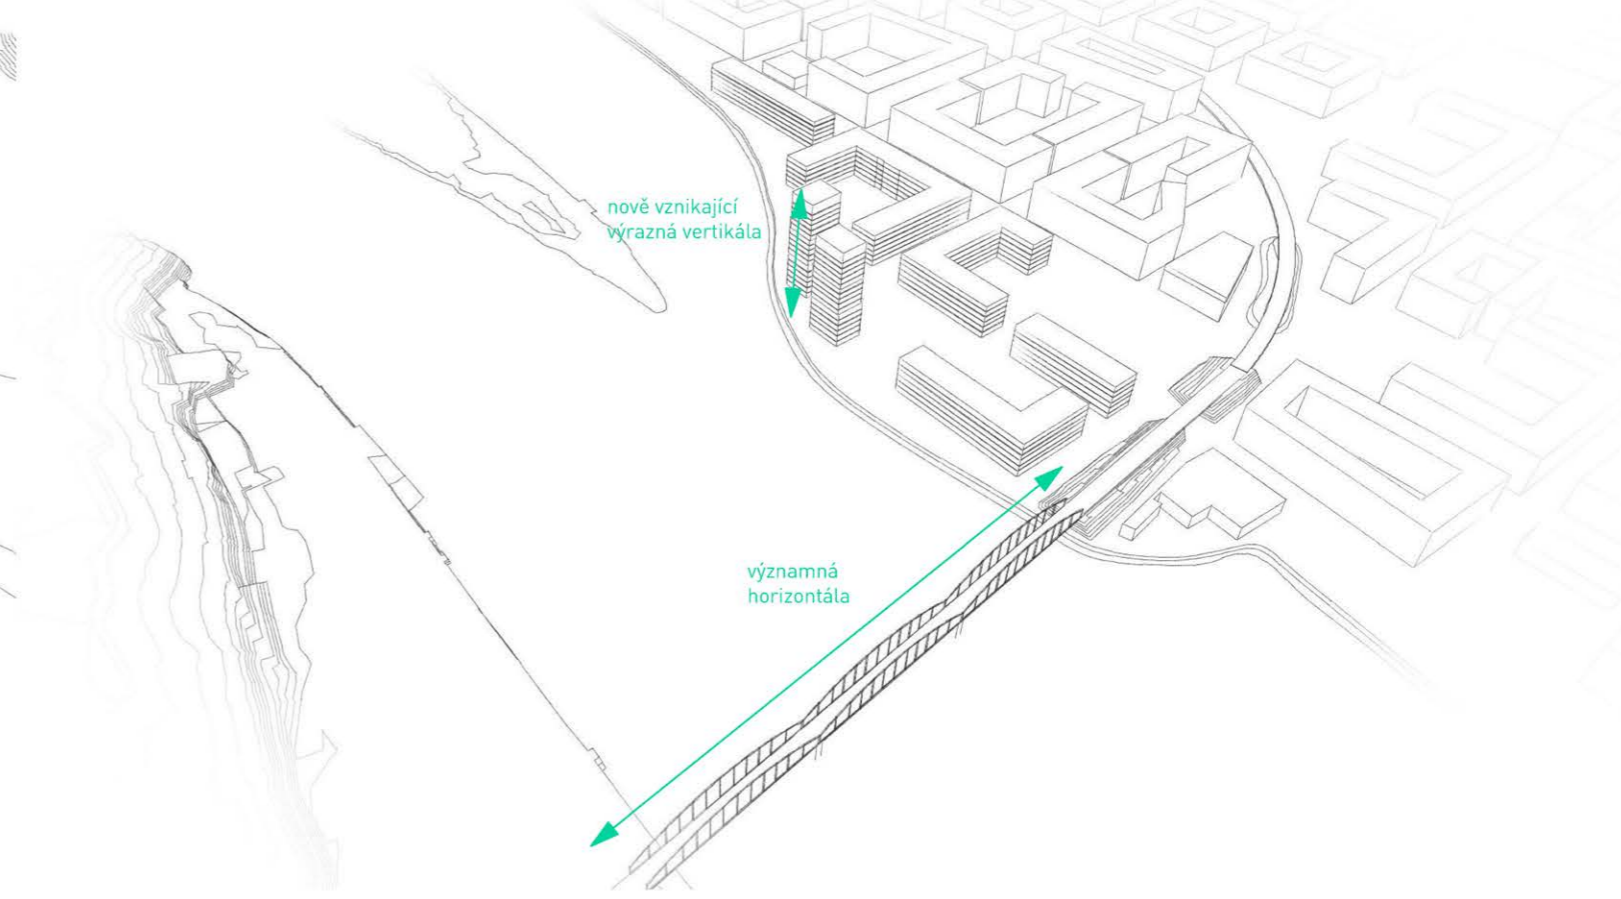 nově vznikající
výrazná vertikála
významná
horizontála